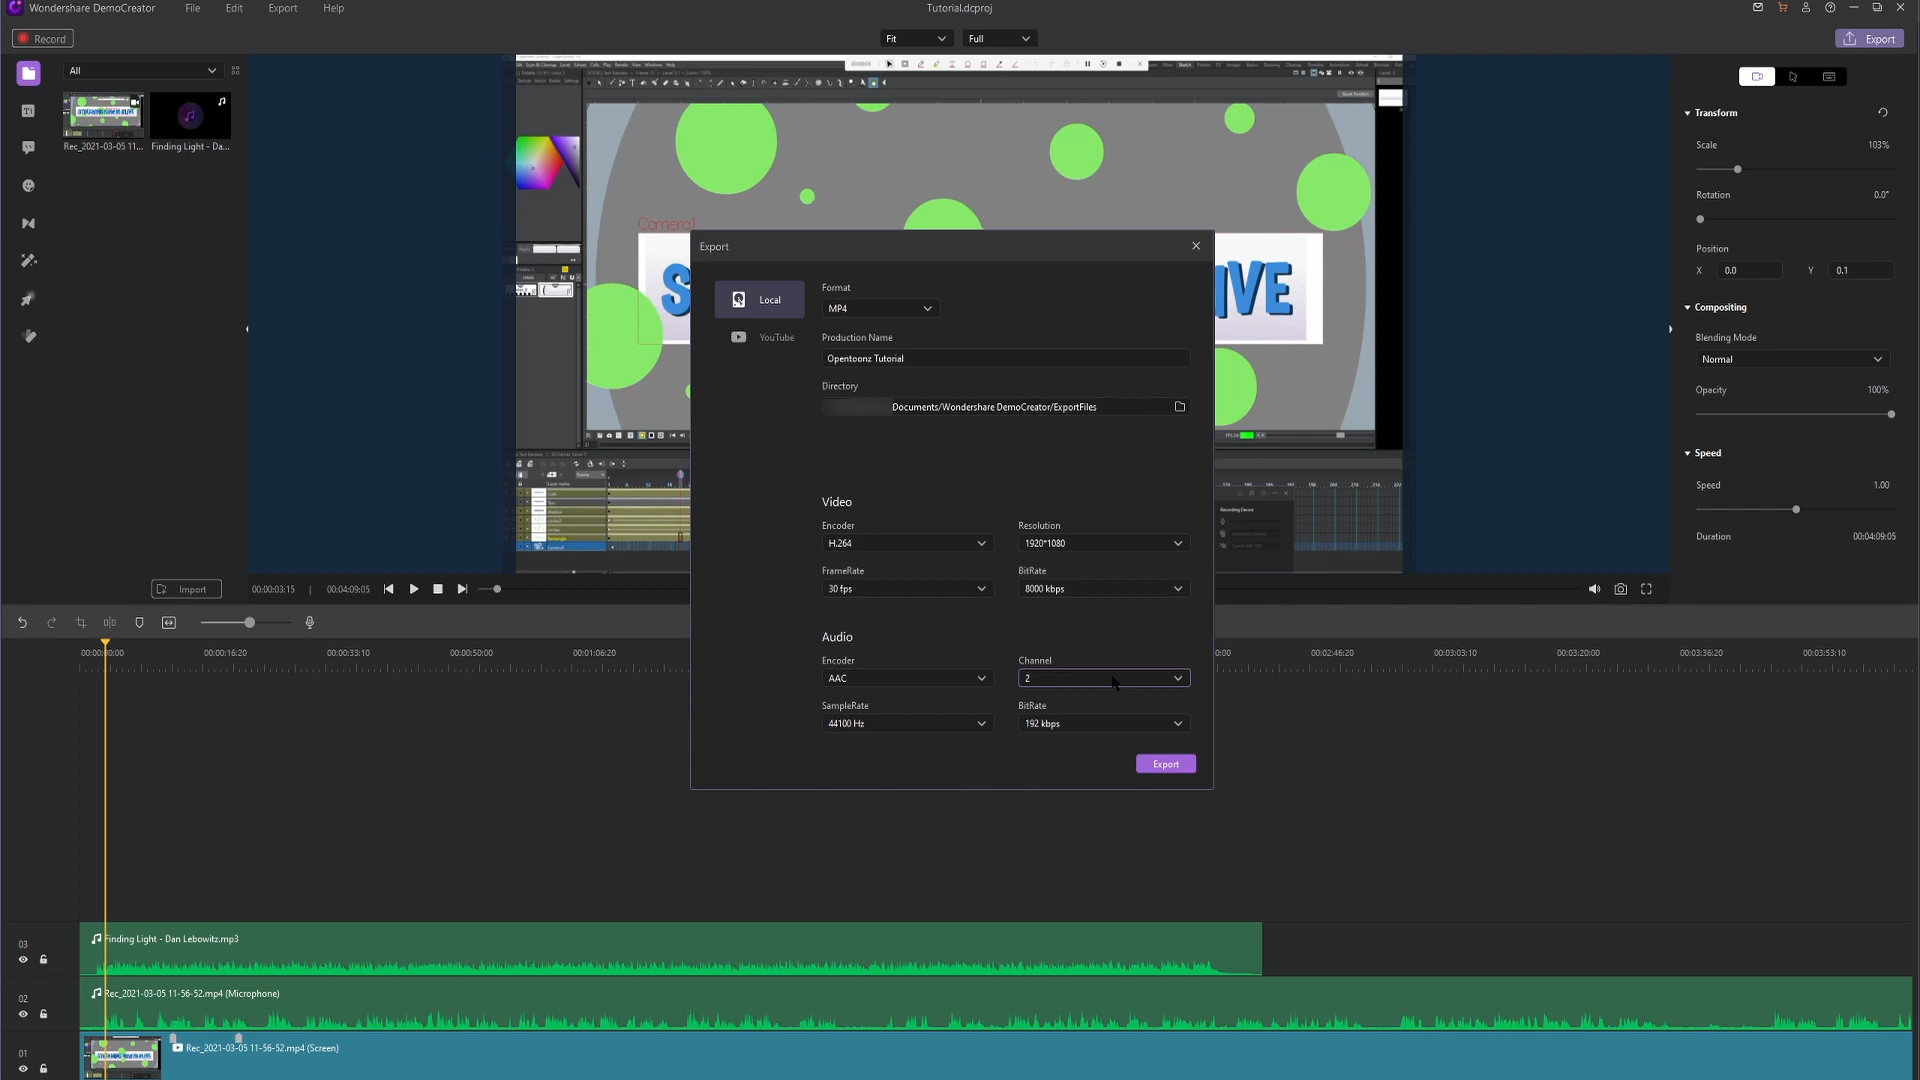 Wondershare DemoCreator File Edit Export Help Tutorial.dcproj
Record Fit Full Export
All
Rec_2021-03-05 11... Finding Light - Da...
Import
Camera1
Export
Local
YouTube
Format
MP4
Production Name
Opentoonz Tutorial
Directory
Documents/Wondershare DemoCreator/ExportFiles
Video
Encoder Resolution
H.264 1920*1080
FrameRate BitRate
30 fps 8000 kbps
Audio
Encoder Channel
AAC 2
SampleRate BitRate
44100 Hz 192 kbps
Export
Transform
Scale 103%
Rotation 0.0°
Position
X 0.0 Y 0.1
Compositing
Blending Mode
Normal
Opacity 100%
Speed
Speed 1.00
Duration 00:04:09:05
00:00:03:15 | 00:04:09:05
00:00:00:00 00:00:16:20 00:00:33:10 00:00:50:00 00:01:06:20 00:02:46:20 00:03:03:10 00:03:20:00 00:03:36:20 00:03:53:10
03 Finding Light - Dan Lebowitz.mp3
02 Rec_2021-03-05 11-56-52.mp4 (Microphone)
01 Rec_2021-03-05 11-56-52.mp4 (Screen)